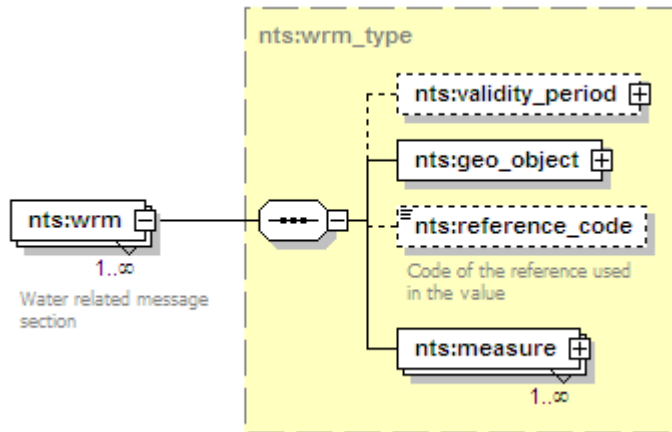 nts:wrm_type
nts:validity_period
nts:geo_object
nts:wrm
nts:reference_code
1..∞
Water related message
section
Code of the reference used
in the value
nts:measure
1..∞